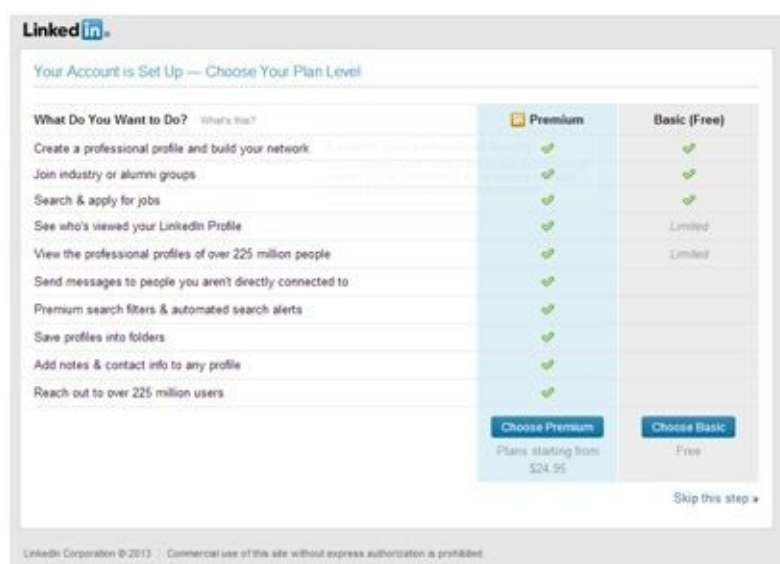 Linked in.
Your Account is Set Up — Choose Your Plan Level
What Do You Want to Do? What's this? Premium Basic (Free)
Create a professional profile and build your network
Join industry or alumni groups
Search & apply for jobs
See who's viewed your LinkedIn Profile Limited
View the professional profiles of over 225 million people Limited
Send messages to people you aren't directly connected to
Premium search filters & automated search alerts
Save profiles into folders
Add notes & contact info to any profile
Reach out to over 225 million users
Choose Premium Choose Basic
Plans starting from Free
$24.95
Skip this step »
LinkedIn Corporation © 2013 | Commercial use of this site without express authorization is prohibited.